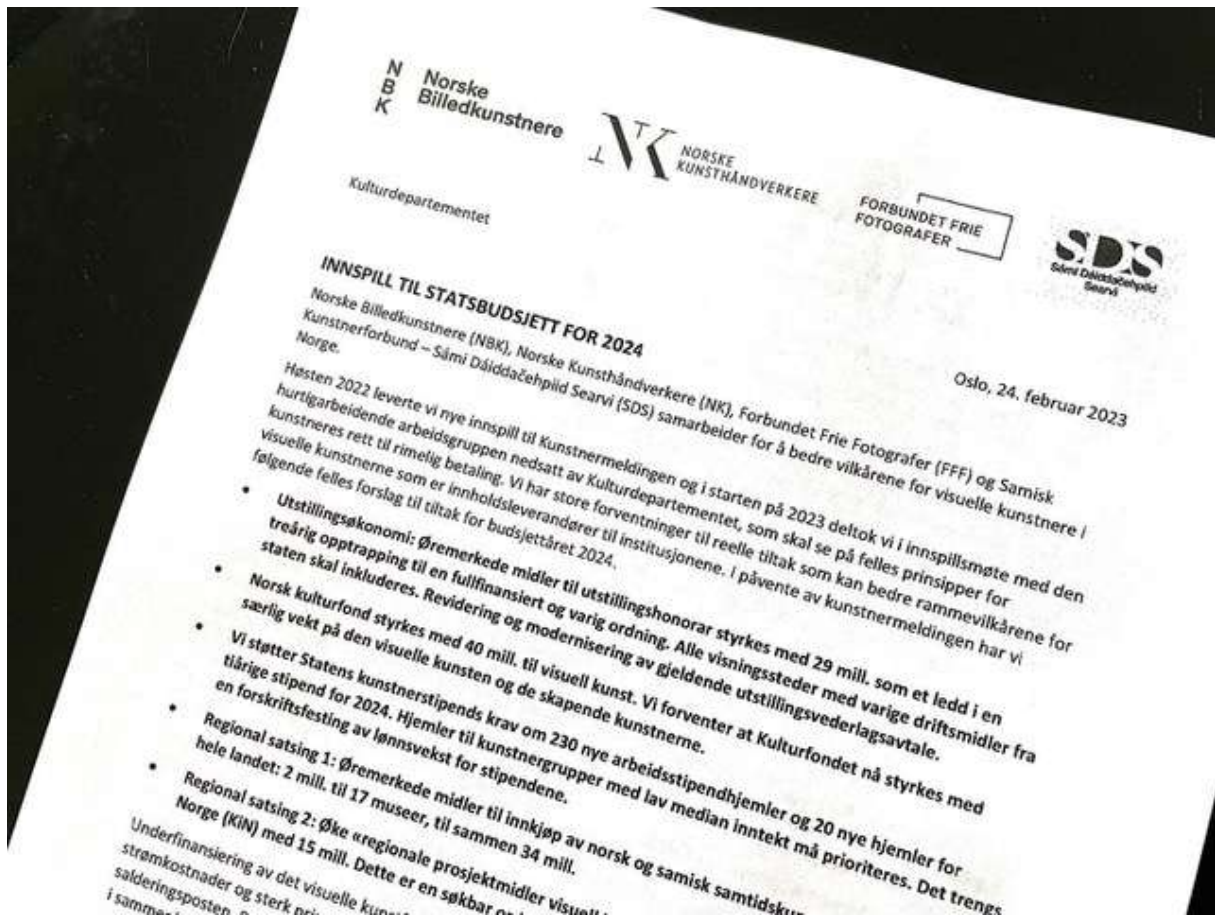 N
B
K
Norske
Billedkunstnere
NK
NORSKE
KUNSTHÅNDVERKERE
FORBUNDET FRIE
FOTOGRAFER
SDS
Sámi Dáiddačehpiid
Searvi
Kulturdepartementet
Oslo, 24. februar 2023
INNSPILL TIL STATSBUDSJETT FOR 2024
Norske Billedkunstnere (NBK), Norske Kunsthåndverkere (NK), Forbundet Frie Fotografer (FFF) og Samisk
Kunstnerforbund – Sámi Dáiddačehpiid Searvi (SDS) samarbeider for å bedre vilkårene for visuelle kunstnere i
Norge.
Høsten 2022 leverte vi nye innspill til Kunstnermeldingen og i starten på 2023 deltok vi i innspillsmøte med den
hurtigarbeidende arbeidsgruppen nedsatt av Kulturdepartementet, som skal se på felles prinsipper for
kunstneres rett til rimelig betaling. Vi har store forventninger til reelle tiltak som kan bedre rammevilkårene for
visuelle kunstnerne som er innholdsleverandører til institusjonene. I påvente av kunstnermeldingen har vi
følgende felles forslag til tiltak for budsjettåret 2024.
• Utstillingsøkonomi: Øremerkede midler til utstillingshonorar styrkes med 29 mill. som et ledd i en
treårig opptrapping til en fullfinansiert og varig ordning. Alle visningssteder med varige driftsmidler fra
staten skal inkluderes. Revidering og modernisering av gjeldende utstillingsvederlagsavtale.
• Norsk kulturfond styrkes med 40 mill. til visuell kunst. Vi forventer at Kulturfondet nå styrkes med
særlig vekt på den visuelle kunsten og de skapende kunstnerne.
• Vi støtter Statens kunstnerstipends krav om 230 nye arbeidsstipendhjemler og 20 nye hjemler for
tiårige stipend for 2024. Hjemler til kunstnergrupper med lav median inntekt må prioriteres. Det trengs
en forskriftsfesting av lønnsvekst for stipendene.
• Regional satsing 1: Øremerkede midler til innkjøp av norsk og samisk
hele landet: 2 mill. til 17 museer, til sammen 34 mill.
• Regional satsing 2: Øke «regionale prosjektmidler visuell
Norge (KiN) med 15 mill. Dette er en søkbar
Underfinansiering av det visuelle
strømkostnader og sterk
salderingsposten.